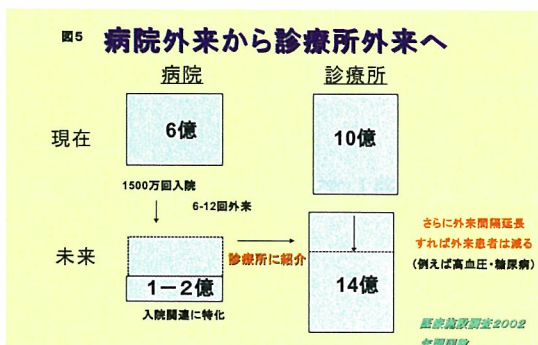 図5 病院外来から診療所外来へ
病院 診療所
現在 6億 10億
1500万回入院
6-12回外来
未来 1－2億 診療所に紹介 14億
入院関連に特化
さらに外来間隔延長
すれば外来患者は減る
(例えば高血圧・糖尿病)
医療施設調査2002